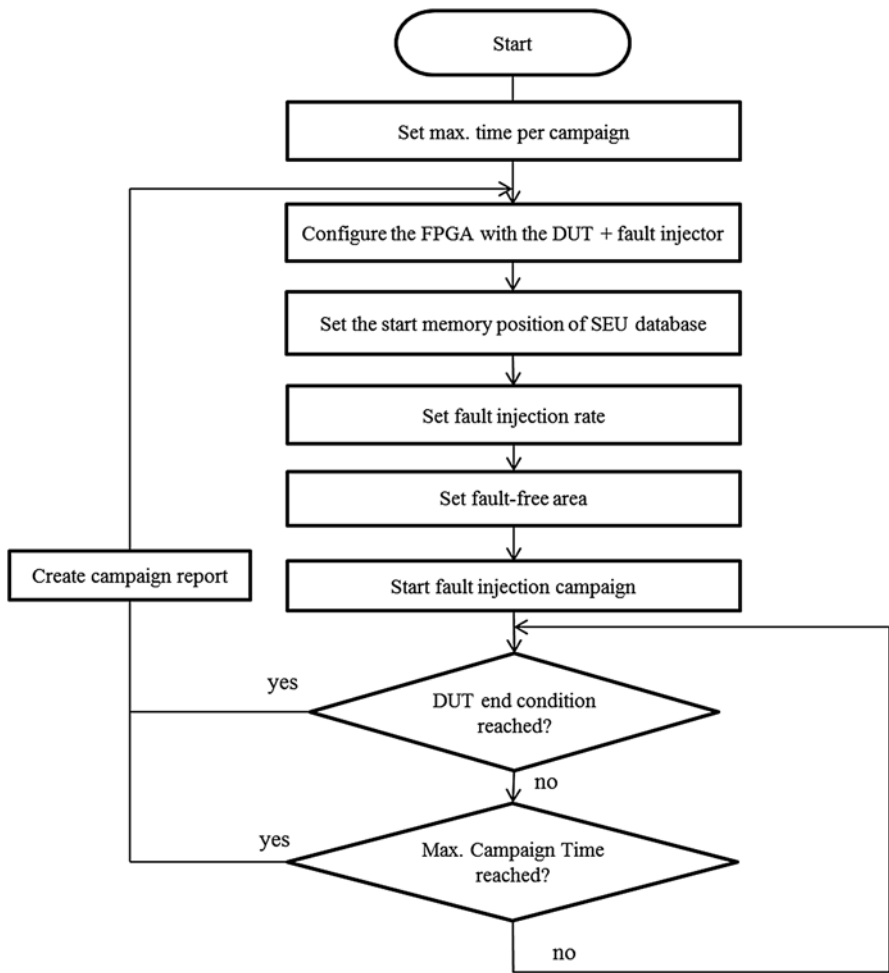 Start
Set max. time per campaign
Configure the FPGA with the DUT + fault injector
Set the start memory position of SEU database
Set fault injection rate
Set fault-free area
Create campaign report
Start fault injection campaign
yes
DUT end condition
reached?
no
yes
Max. Campaign Time
reached?
no